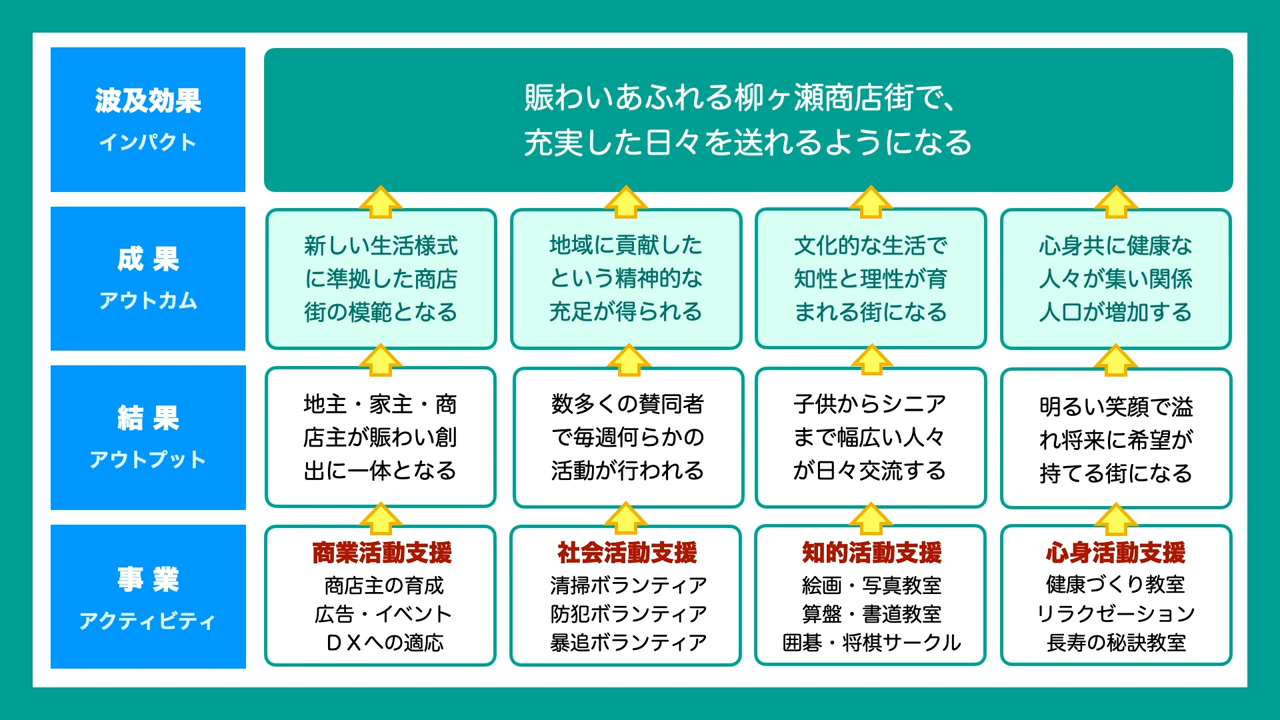 波及効果
インパクト
賑わいあふれる柳ヶ瀬商店街で、
充実した日々を送れるようになる
成 果
アウトカム
新しい生活様式
に準拠した商店
街の模範となる
地域に貢献した
という精神的な
充足が得られる
文化的な生活で
知性と理性が育
まれる街になる
心身共に健康な
人々が集い関係
人口が増加する
結 果
アウトプット
地主・家主・商
店主が賑わい創
出に一体となる
数多くの賛同者
で毎週何らかの
活動が行われる
子供からシニア
まで幅広い人々
が日々交流する
明るい笑顔で溢
れ将来に希望が
持てる街になる
事 業
アクティビティ
商業活動支援
商店主の育成
広告・イベント
ＤＸへの適応
社会活動支援
清掃ボランティア
防犯ボランティア
暴追ボランティア
知的活動支援
絵画・写真教室
算盤・書道教室
囲碁・将棋サークル
心身活動支援
健康づくり教室
リラクゼーション
長寿の秘訣教室